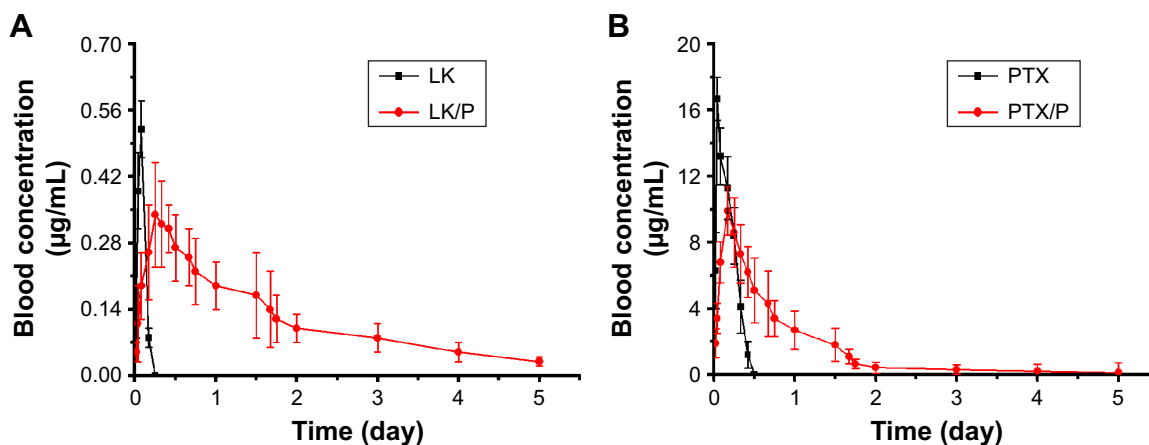 A
Blood concentration
(µg/mL)
0.70
0.56
0.42
0.28
0.14
0.00
LK
LK/P
0
1
2
3
4
5
Time (day)
B
Blood concentration
(µg/mL)
20
16
12
8
4
0
PTX
PTX/P
0
1
2
3
4
5
Time (day)